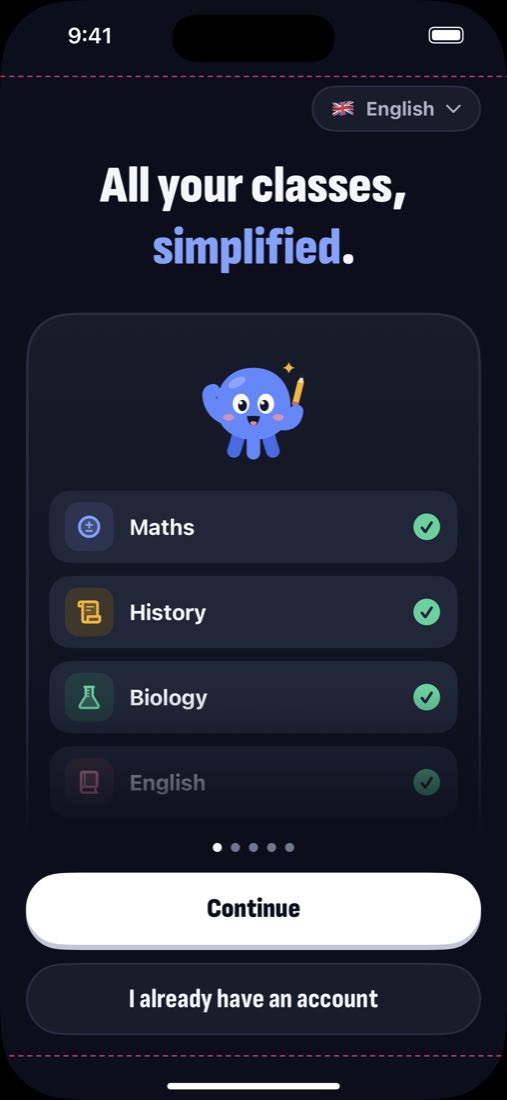 9:41
English
All your classes,
simplified.
Maths
History
Biology
English
Continue
I already have an account